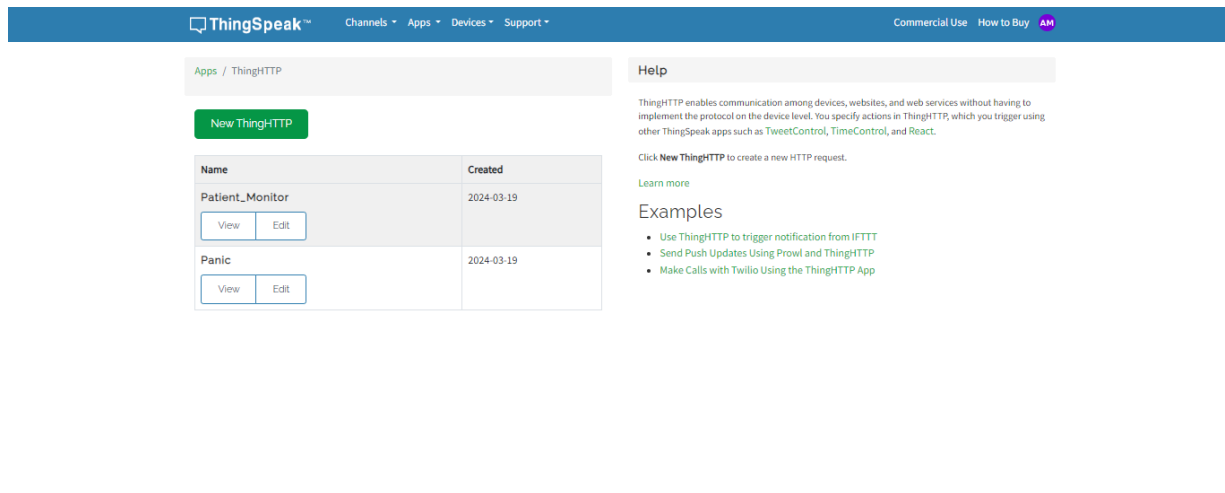 ThingSpeak™
Channels Apps Devices Support
Commercial Use How to Buy AM
Apps / ThingHTTP
New ThingHTTP
Name Created
Patient_Monitor 2024-03-19
View Edit
Panic 2024-03-19
View Edit
Help
ThingHTTP enables communication among devices, websites, and web services without having to
implement the protocol on the device level. You specify actions in ThingHTTP, which you trigger using
other ThingSpeak apps such as TweetControl, TimeControl, and React.
Click New ThingHTTP to create a new HTTP request.
Learn more
Examples
Use ThingHTTP to trigger notification from IFTTT
Send Push Updates Using Prowl and ThingHTTP
Make Calls with Twilio Using the ThingHTTP App